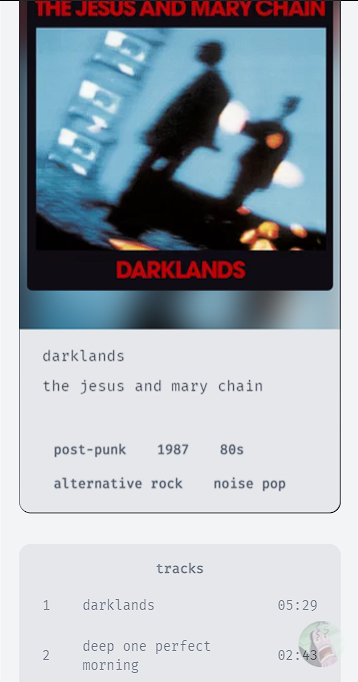 THE JESUS AND MARY CHAIN
DARKLANDS
darklands
the jesus and mary chain
post-punk 1987 80s
alternative rock noise pop
tracks
1 darklands 05:29
2 deep one perfect morning 02:43